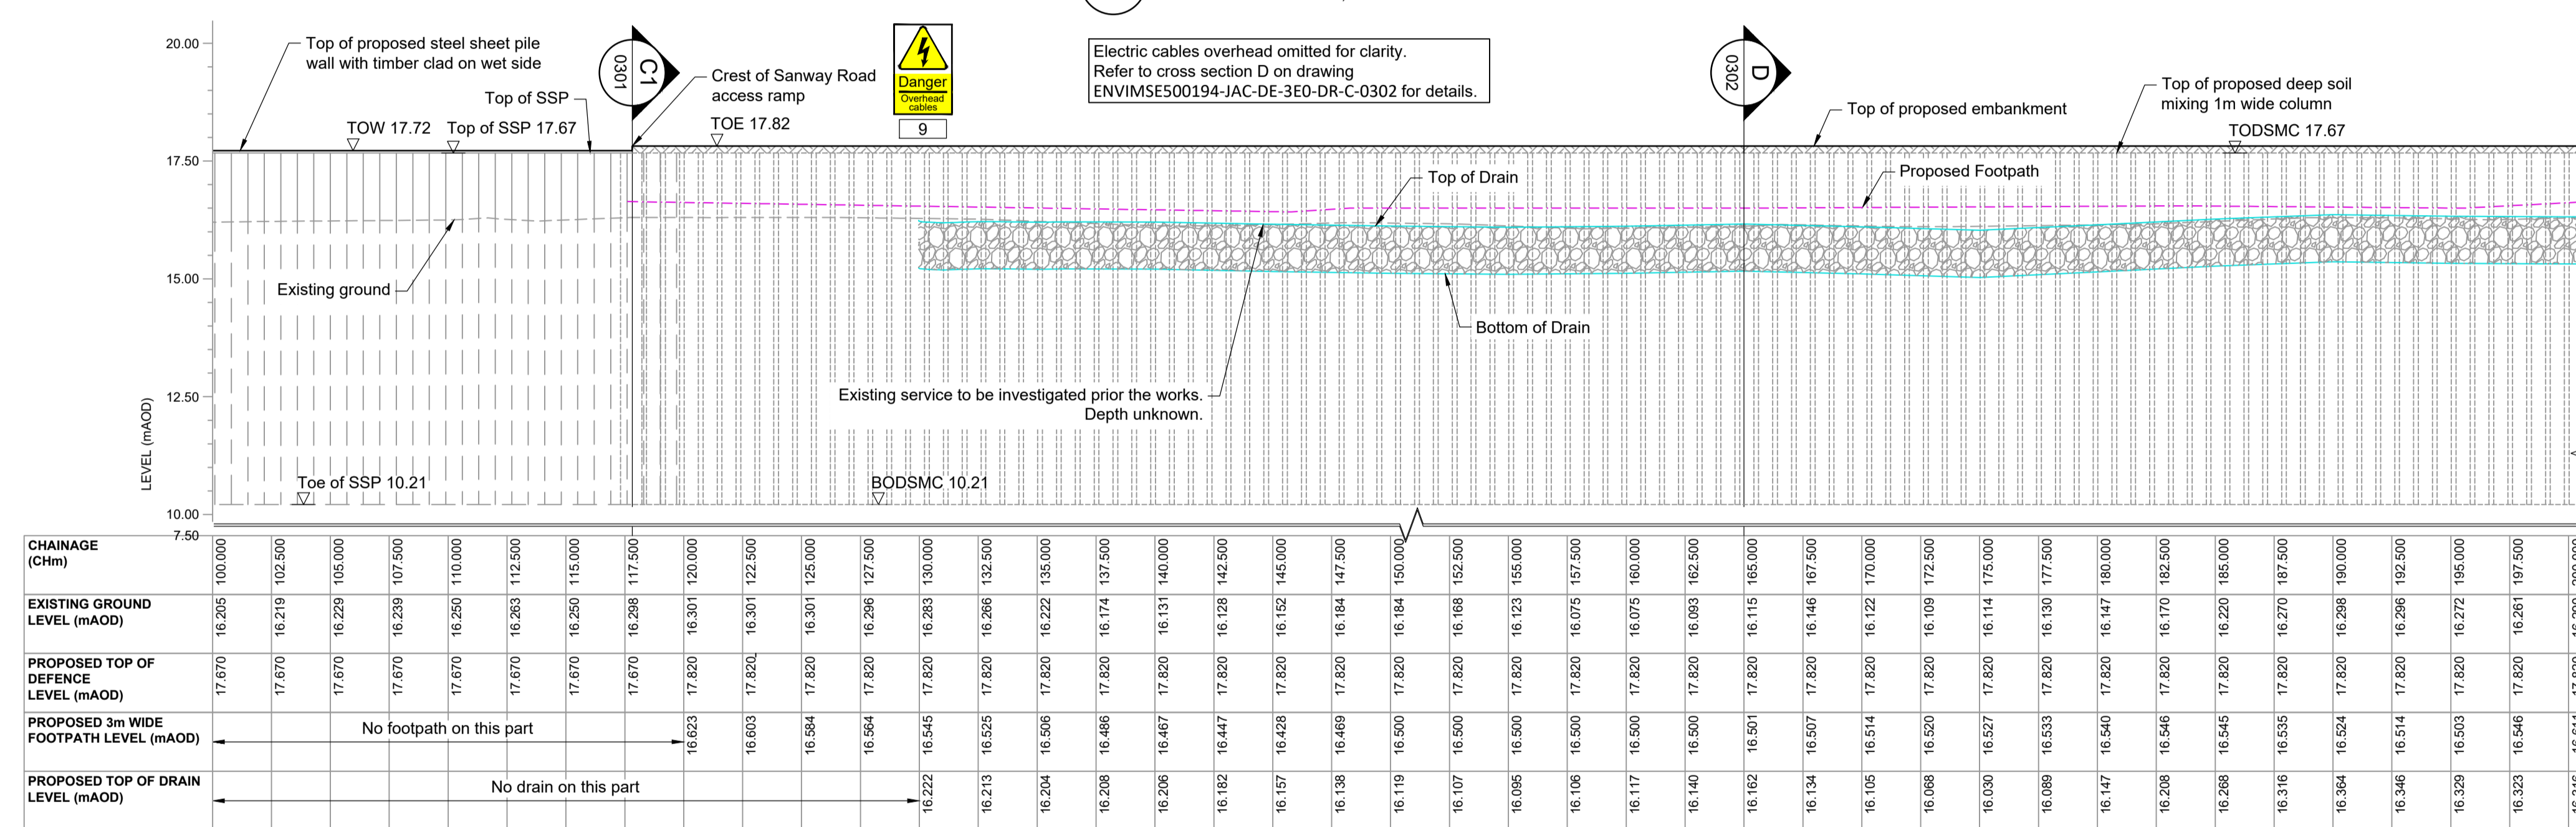 20.00
17.50
15.00
12.50
10.00
7.50
LEVEL (mAOD)
Top of proposed steel sheet pile
wall with timber clad on wet side
Top of SSP
TOW 17.72
Top of SSP 17.67
C1
0301
Crest of Sanway Road
access ramp
TOE 17.82
Danger
Overhead
cables
9
Electric cables overhead omitted for clarity.
Refer to cross section D on drawing
ENVIMSE500194-JAC-DE-3E0-DR-C-0302 for details.
D
0302
Top of proposed embankment
Top of proposed deep soil
mixing 1m wide column
TODSMC 17.67
Top of Drain
Proposed Footpath
Existing ground
Bottom of Drain
Existing service to be investigated prior the works.
Depth unknown.
Toe of SSP 10.21
BODSMC 10.21
CHAINAGE
(CHm)
100.000 102.500 105.000 107.500 110.000 112.500 115.000 117.500 120.000 122.500 125.000 127.500 130.000 132.500 135.000 137.500 140.000 142.500 145.000 147.500 150.000 152.500 155.000 157.500 160.000 162.500 165.000 167.500 170.000 172.500 175.000 177.500 180.000 182.500 185.000 187.500 190.000 192.500 195.000 197.500
EXISTING GROUND
LEVEL (mAOD)
16.205 16.219 16.229 16.239 16.250 16.263 16.250 16.298 16.301 16.301 16.301 16.296 16.283 16.266 16.222 16.174 16.131 16.128 16.152 16.184 16.184 16.168 16.123 16.075 16.075 16.093 16.115 16.146 16.122 16.109 16.114 16.130 16.147 16.170 16.220 16.270 16.298 16.296 16.272 16.261
PROPOSED TOP OF
DEFENCE
LEVEL (mAOD)
17.670 17.670 17.670 17.670 17.670 17.670 17.670 17.670 17.820 17.820 17.820 17.820 17.820 17.820 17.820 17.820 17.820 17.820 17.820 17.820 17.820 17.820 17.820 17.820 17.820 17.820 17.820 17.820 17.820 17.820 17.820 17.820 17.820 17.820 17.820 17.820 17.820 17.820 17.820 17.820
PROPOSED 3m WIDE
FOOTPATH LEVEL (mAOD)
No footpath on this part
16.623 16.603 16.584 16.564 16.545 16.525 16.506 16.486 16.467 16.447 16.428 16.469 16.500 16.500 16.500 16.500 16.500 16.500 16.501 16.507 16.514 16.520 16.527 16.533 16.540 16.546 16.545 16.535 16.524 16.514 16.503 16.546
PROPOSED TOP OF DRAIN
LEVEL (mAOD)
No drain on this part
16.222 16.213 16.204 16.208 16.206 16.182 16.157 16.138 16.119 16.107 16.095 16.106 16.117 16.140 16.162 16.134 16.105 16.068 16.030 16.089 16.147 16.208 16.268 16.316 16.364 16.346 16.329 16.323